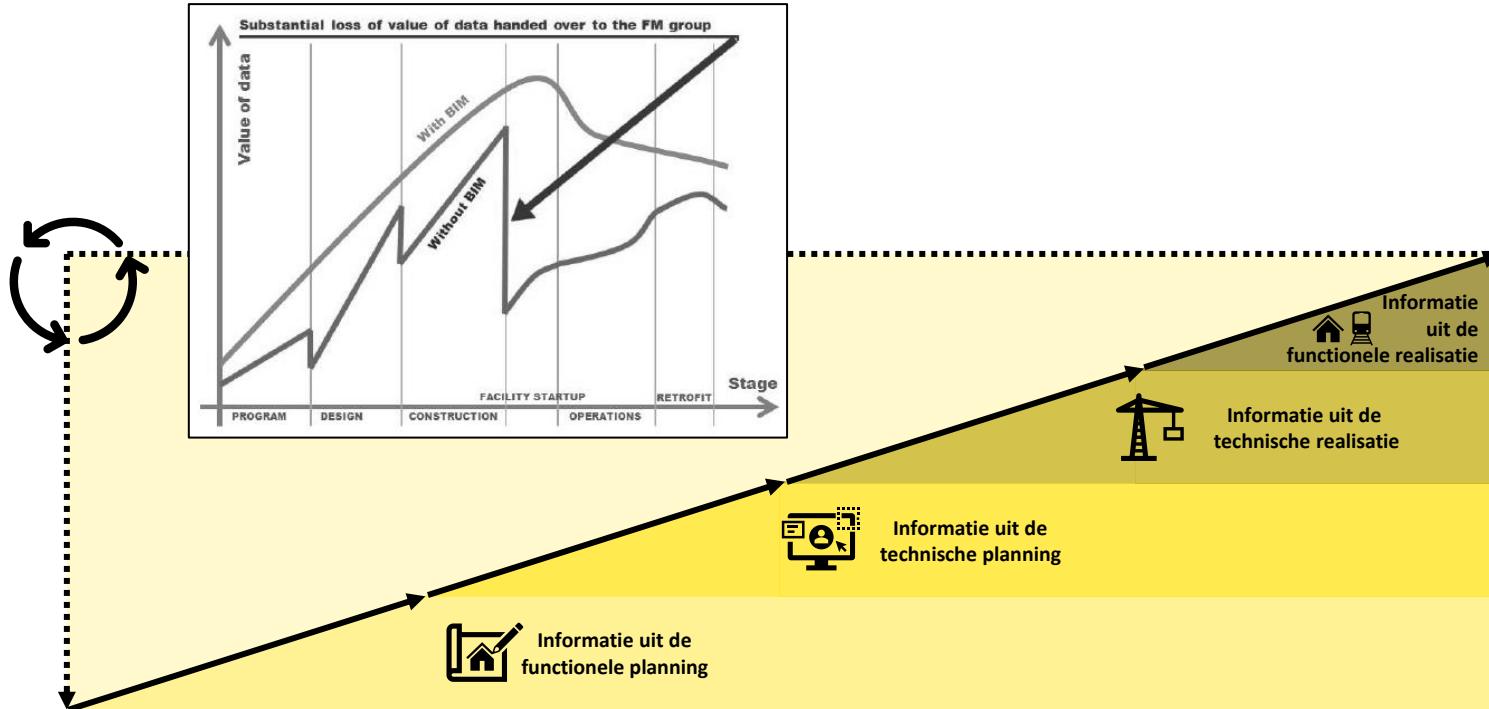 Substantial loss of value of data handed over to the FM group
Value of data
With BIM
Without BIM
Stage
FACILITY STARTUP
RETROFIT
PROGRAM
DESIGN
CONSTRUCTION
OPERATIONS
Informatie
uit de
functionele realisatie
Informatie uit de
technische realisatie
Informatie uit de
technische planning
Informatie uit de
functionele planning